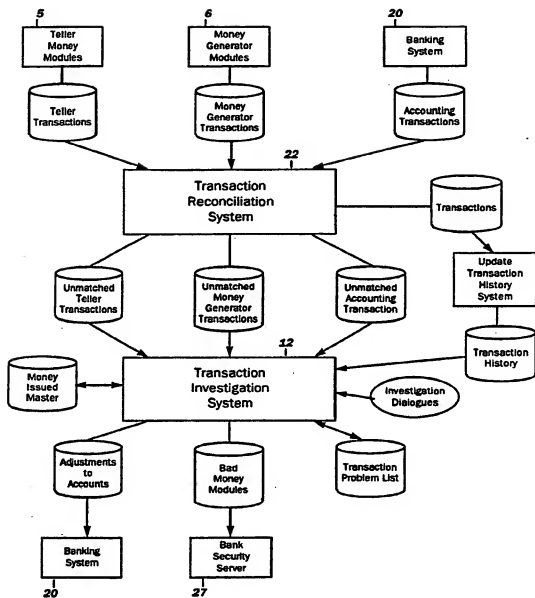 5
Teller
Money
Modules
6
Money
Generator
Modules
20
Banking
System
Teller
Transactions
Money
Generator
Transactions
Accounting
Transactions
22
Transaction
Reconciliation
System
Transactions
Unmatched
Teller
Transactions
Unmatched
Money
Generator
Transactions
Unmatched
Accounting
Transaction
Update
Transaction
History
System
12
Money
Issued
Master
Transaction
Investigation
System
Transaction
History
Investigation
Dialogues
Adjustments
to
Accounts
Bad
Money
Modules
Transaction
Problem List
Banking
System
20
Bank
Security
Server
27